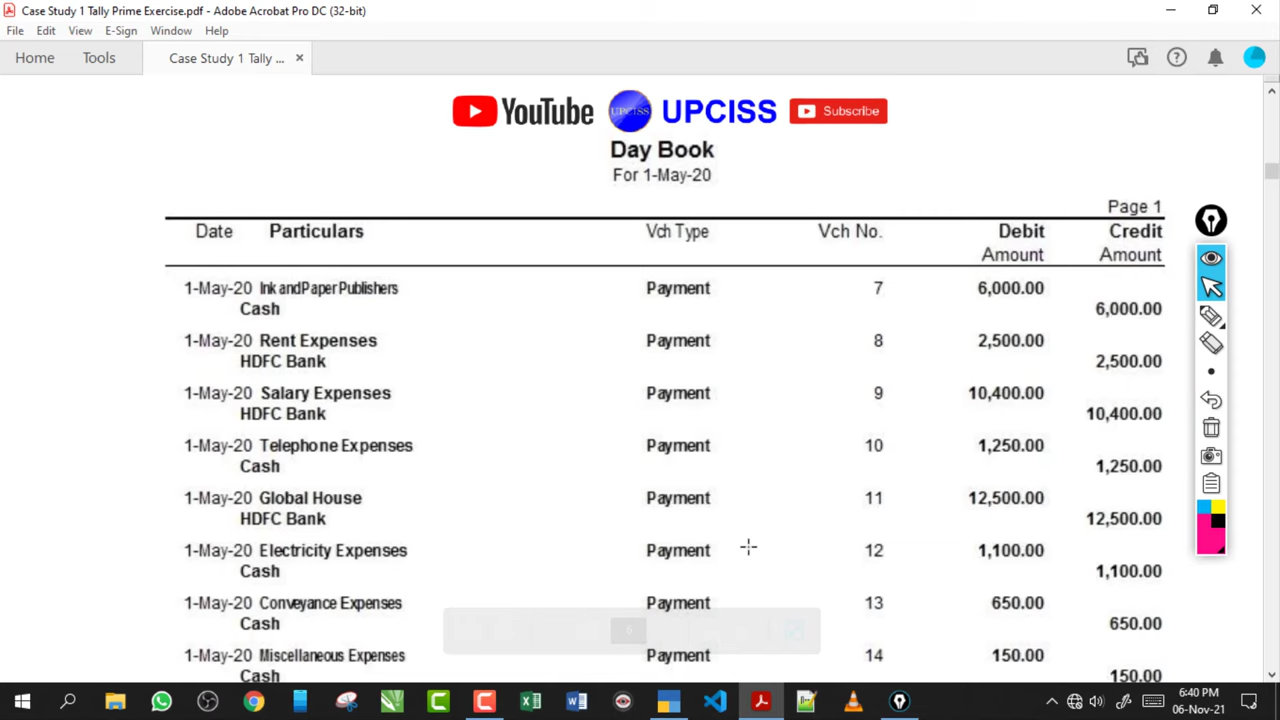 Case Study 1 Tally Prime Exercise.pdf - Adobe Acrobat Pro DC (32-bit)
File Edit View E-Sign Window Help
Home Tools Case Study 1 Tally ... ×
YouTube UPCISS UPCISS Subscribe
Day Book
For 1-May-20
Page 1
Date Particulars Vch Type Vch No. Debit Credit
Amount Amount
1-May-20 Ink and Paper Publishers Payment 7 6,000.00
Cash 6,000.00
1-May-20 Rent Expenses Payment 8 2,500.00
HDFC Bank 2,500.00
1-May-20 Salary Expenses Payment 9 10,400.00
HDFC Bank 10,400.00
1-May-20 Telephone Expenses Payment 10 1,250.00
Cash 1,250.00
1-May-20 Global House Payment 11 12,500.00
HDFC Bank 12,500.00
1-May-20 Electricity Expenses Payment 12 1,100.00
Cash 1,100.00
1-May-20 Conveyance Expenses Payment 13 650.00
Cash 650.00
1-May-20 Miscellaneous Expenses Payment 14 150.00
Cash 150.00
6:40 PM
06-Nov-21